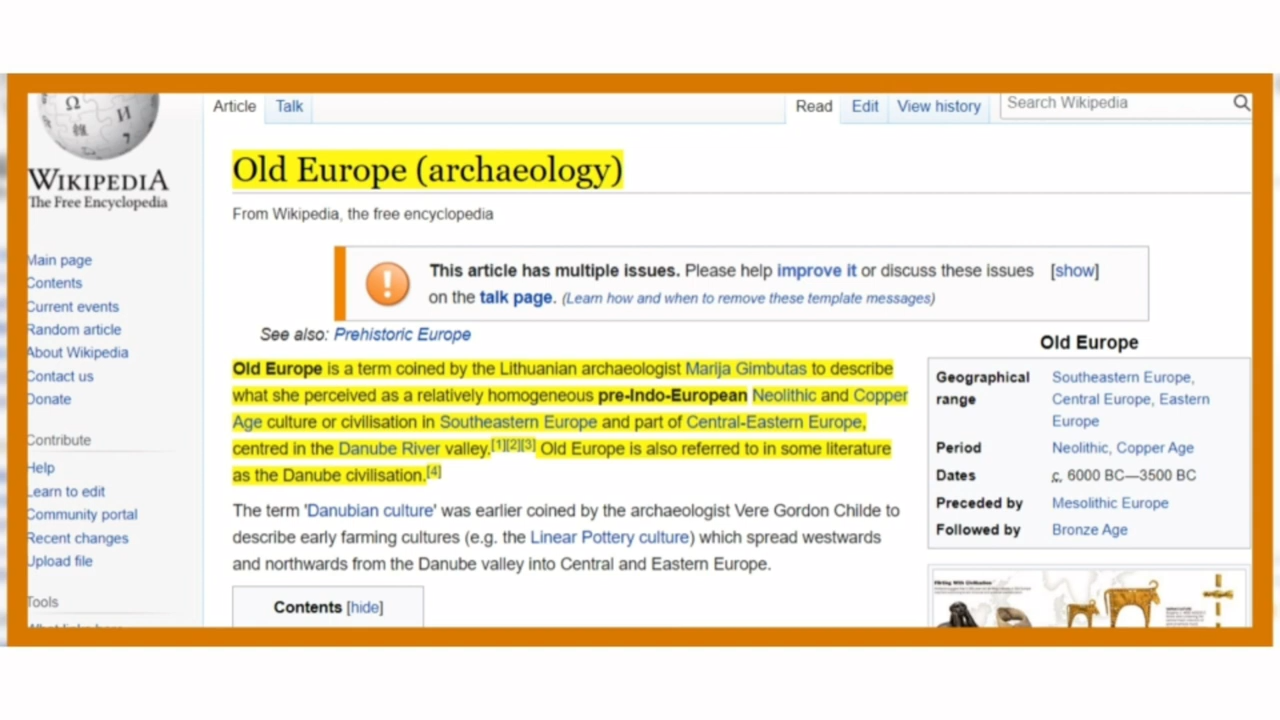 Article Talk Read Edit View history Search Wikipedia
WIKIPEDIA
The Free Encyclopedia
Main page
Contents
Current events
Random article
About Wikipedia
Contact us
Donate
Contribute
Help
Learn to edit
Community portal
Recent changes
Upload file
Tools
Old Europe (archaeology)
From Wikipedia, the free encyclopedia
This article has multiple issues. Please help improve it or discuss these issues [show]
on the talk page. (Learn how and when to remove these template messages)
See also: Prehistoric Europe
Old Europe is a term coined by the Lithuanian archaeologist Marija Gimbutas to describe
what she perceived as a relatively homogeneous pre-Indo-European Neolithic and Copper
Age culture or civilisation in Southeastern Europe and part of Central-Eastern Europe,
centred in the Danube River valley.[1][2][3] Old Europe is also referred to in some literature
as the Danube civilisation.[4]
The term 'Danubian culture' was earlier coined by the archaeologist Vere Gordon Childe to
describe early farming cultures (e.g. the Linear Pottery culture) which spread westwards
and northwards from the Danube valley into Central and Eastern Europe.
Contents [hide]
Old Europe
Geographical range Southeastern Europe,
Central Europe, Eastern
Europe
Period Neolithic, Copper Age
Dates c. 6000 BC—3500 BC
Preceded by Mesolithic Europe
Followed by Bronze Age